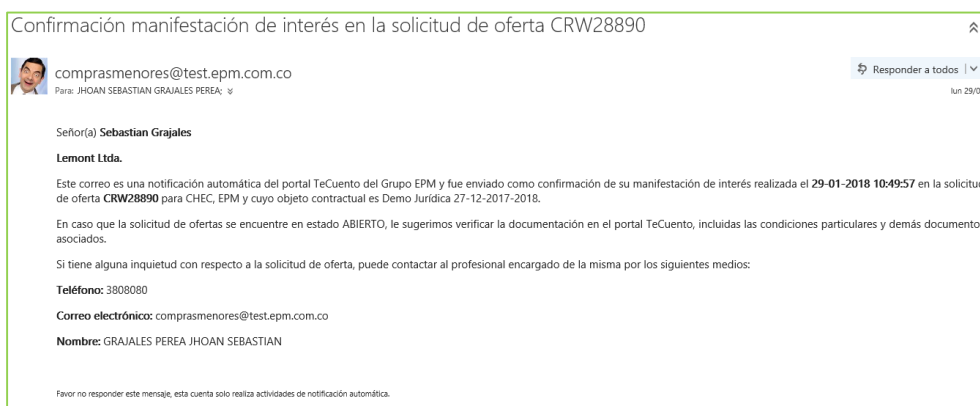 Confirmación manifestación de interés en la solicitud de oferta CRW28890
comprasmenores@test.epm.com.co
Responder a todos
Para: JHOAN SEBASTIAN GRAJALES PEREA;
lun 29/0
Señor(a) Sebastian Grajales
Lemont Ltda.
Este correo es una notificación automática del portal TeCuento del Grupo EPM y fue enviado como confirmación de su manifestación de interés realizada el 29-01-2018 10:49:57 en la solicitud
de oferta CRW28890 para CHEC, EPM y cuyo objeto contractual es Demo Jurídica 27-12-2017-2018.
En caso que la solicitud de ofertas se encuentre en estado ABIERTO, le sugerimos verificar la documentación en el portal TeCuento, incluidas las condiciones particulares y demás documento
asociados.
Si tiene alguna inquietud con respecto a la solicitud de oferta, puede contactar al profesional encargado de la misma por los siguientes medios:
Teléfono: 3808080
Correo electrónico: comprasmenores@test.epm.com.co
Nombre: GRAJALES PEREA JHOAN SEBASTIAN
Favor no responder este mensaje, esta cuenta solo realiza actividades de notificación automática.